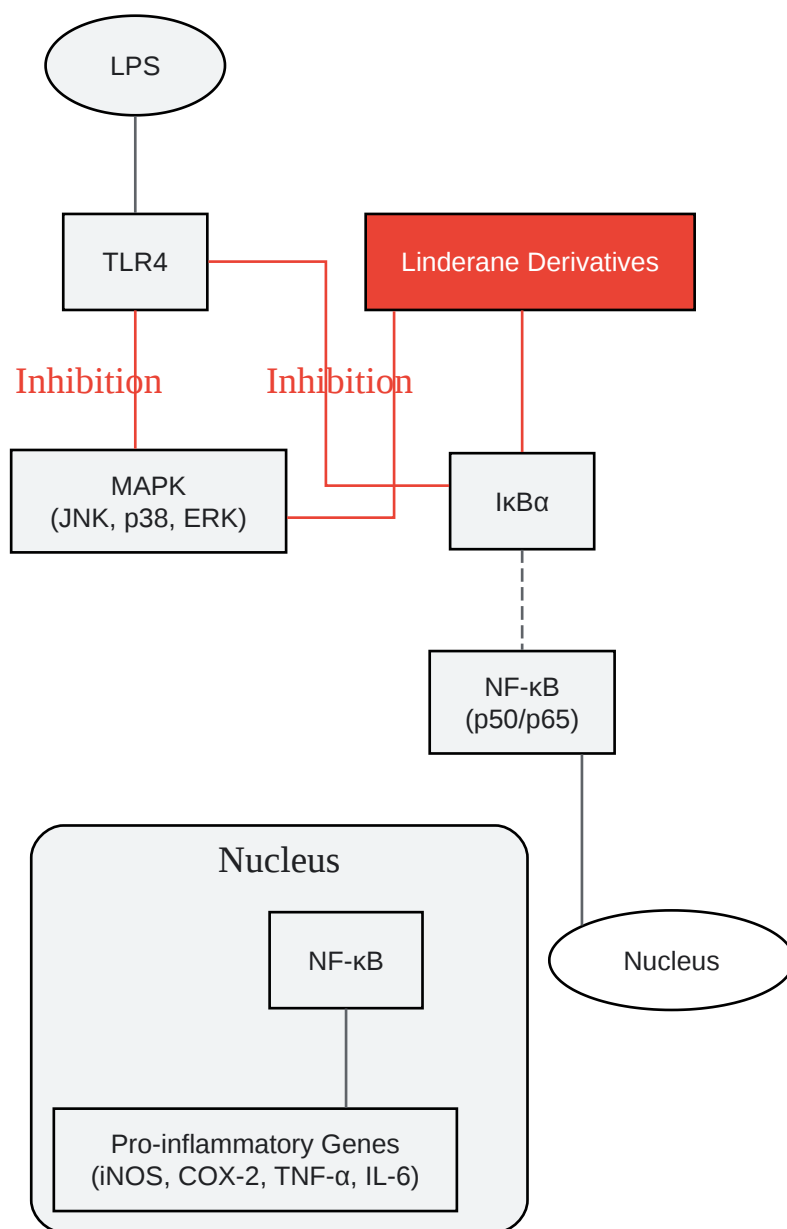 LPS
TLR4
Linderane Derivatives
Inhibition
Inhibition
MAPK
(JNK, p38, ERK)
IκBα
NF-κB
(p50/p65)
Nucleus
NF-κB
Nucleus
Pro-inflammatory Genes
(iNOS, COX-2, TNF-α, IL-6)